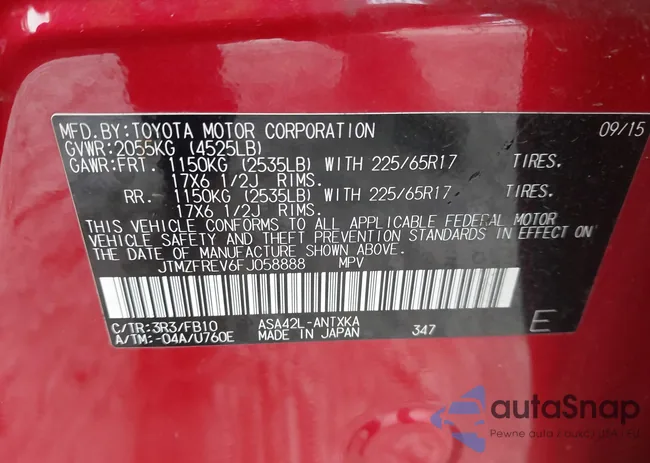 MFD.BY:TOYOTA MOTOR CORPORATION 09/15
GVWR:2055KG (4525LB)
GAWR:FRT. 1150KG (2535LB) WITH 225/65R17 TIRES.
17X6 1/2J RIMS.
RR. 1150KG (2535LB) WITH 225/65R17 TIRES.
17X6 1/2J RIMS.
THIS VEHICLE CONFORMS TO ALL APPLICABLE FEDERAL MOTOR
VEHICLE SAFETY AND THEFT PREVENTION STANDARDS IN EFFECT ON
THE DATE OF MANUFACTURE SHOWN ABOVE.
JTMZFREV6FJ058888 MPV
C/TR:3R3/FB10 ASA42L-ANTXKA 347 E
A/TM:-04A/U760E MADE IN JAPAN
autaSnap
Pewne auta z